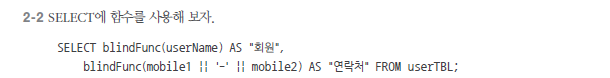 2-2 SELECT에 함수를 사용해 보자.
SELECT blindFunc(userName) AS "회원",
blindFunc(mobile1 || '-' || mobile2) AS "연락처" FROM userTBL;